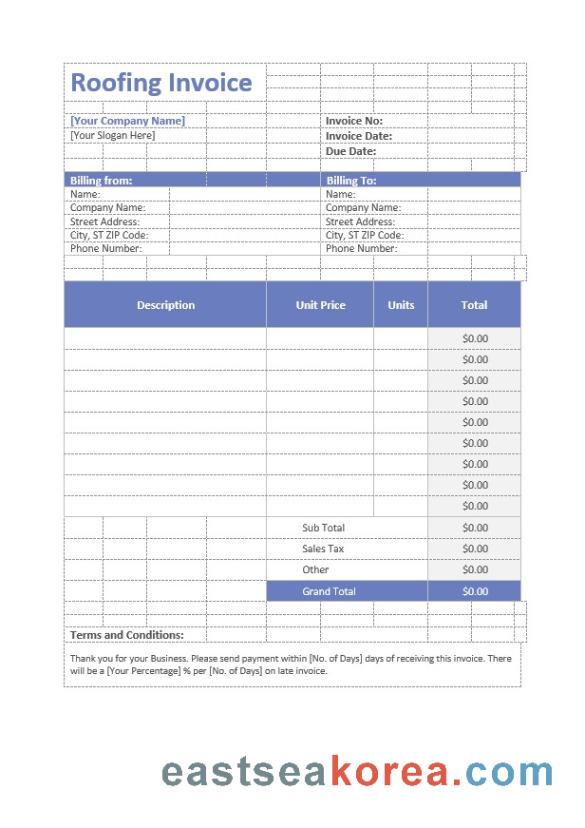 Roofing Invoice
[Your Company Name] Invoice No:
[Your Slogan Here] Invoice Date:
Due Date:
Billing from: Billing To:
Name: Name:
Company Name: Company Name:
Street Address: Street Address:
City, ST ZIP Code: City, ST ZIP Code:
Phone Number: Phone Number:
Description Unit Price Units Total
$0.00
$0.00
$0.00
$0.00
$0.00
$0.00
$0.00
$0.00
$0.00
Sub Total $0.00
Sales Tax $0.00
Other $0.00
Grand Total $0.00
Terms and Conditions:
Thank you for your Business. Please send payment within [No. of Days] days of receiving this invoice. There
will be a [Your Percentage] % per [No. of Days] on late invoice.
eastseakorea.com